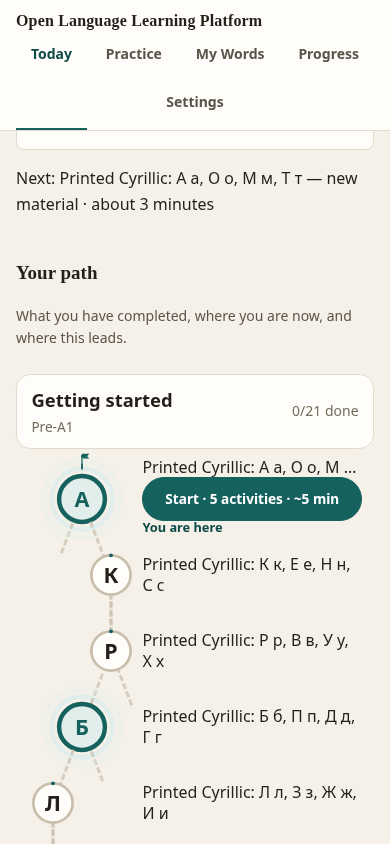 Open Language Learning Platform
Today Practice My Words Progress
Settings
Next: Printed Cyrillic: А а, О о, М м, Т т — new
material · about 3 minutes
Your path
What you have completed, where you are now, and
where this leads.
Getting started
0/21 done
Pre-A1
А
Printed Cyrillic: А а, О о, М ...
Start · 5 activities · ~5 min
You are here
К
Printed Cyrillic: К к, Е е, Н н,
С с
Р
Printed Cyrillic: Р р, В в, У у,
Х х
Б
Printed Cyrillic: Б б, П п, Д д,
Г г
Л
Printed Cyrillic: Л л, З з, Ж ж,
И и